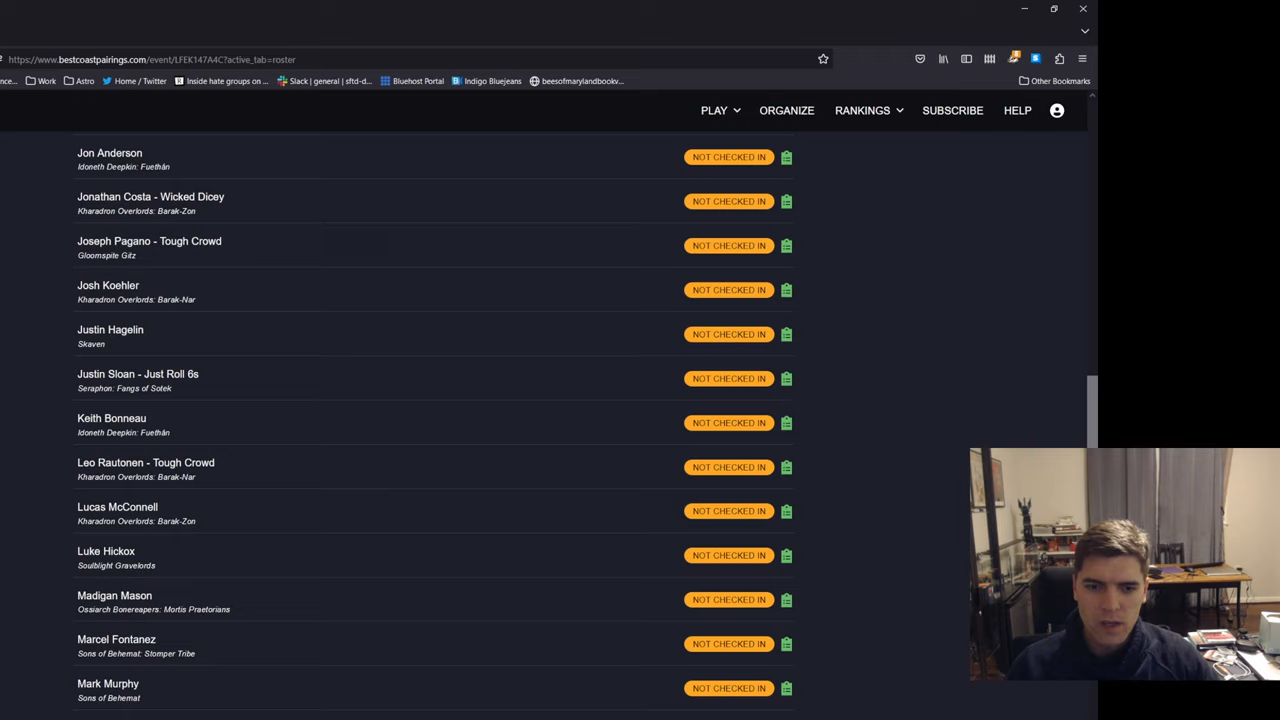 https://www.bestcoastpairings.com/event/LFEK147A4C?active_tab=roster
nce... Work Astro Home / Twitter Inside hate groups on ... Slack | general | sftd-d... Bluehost Portal Indigo Bluejeans beesofmarylandbookv... Other Bookmarks
PLAY ORGANIZE RANKINGS SUBSCRIBE HELP
Jon Anderson NOT CHECKED IN
Idoneth Deepkin: Fuethán
Jonathan Costa - Wicked Dicey NOT CHECKED IN
Kharadron Overlords: Barak-Zon
Joseph Pagano - Tough Crowd NOT CHECKED IN
Gloomspite Gitz
Josh Koehler NOT CHECKED IN
Kharadron Overlords: Barak-Nar
Justin Hagelin NOT CHECKED IN
Skaven
Justin Sloan - Just Roll 6s NOT CHECKED IN
Seraphon: Fangs of Sotek
Keith Bonneau NOT CHECKED IN
Idoneth Deepkin: Fuethán
Leo Rautonen - Tough Crowd NOT CHECKED IN
Kharadron Overlords: Barak-Nar
Lucas McConnell NOT CHECKED IN
Kharadron Overlords: Barak-Zon
Luke Hickox NOT CHECKED IN
Soulblight Gravelords
Madigan Mason NOT CHECKED IN
Ossiarch Bonereapers: Mortis Praetorians
Marcel Fontanez NOT CHECKED IN
Sons of Behemat: Stomper Tribe
Mark Murphy NOT CHECKED IN
Sons of Behemat